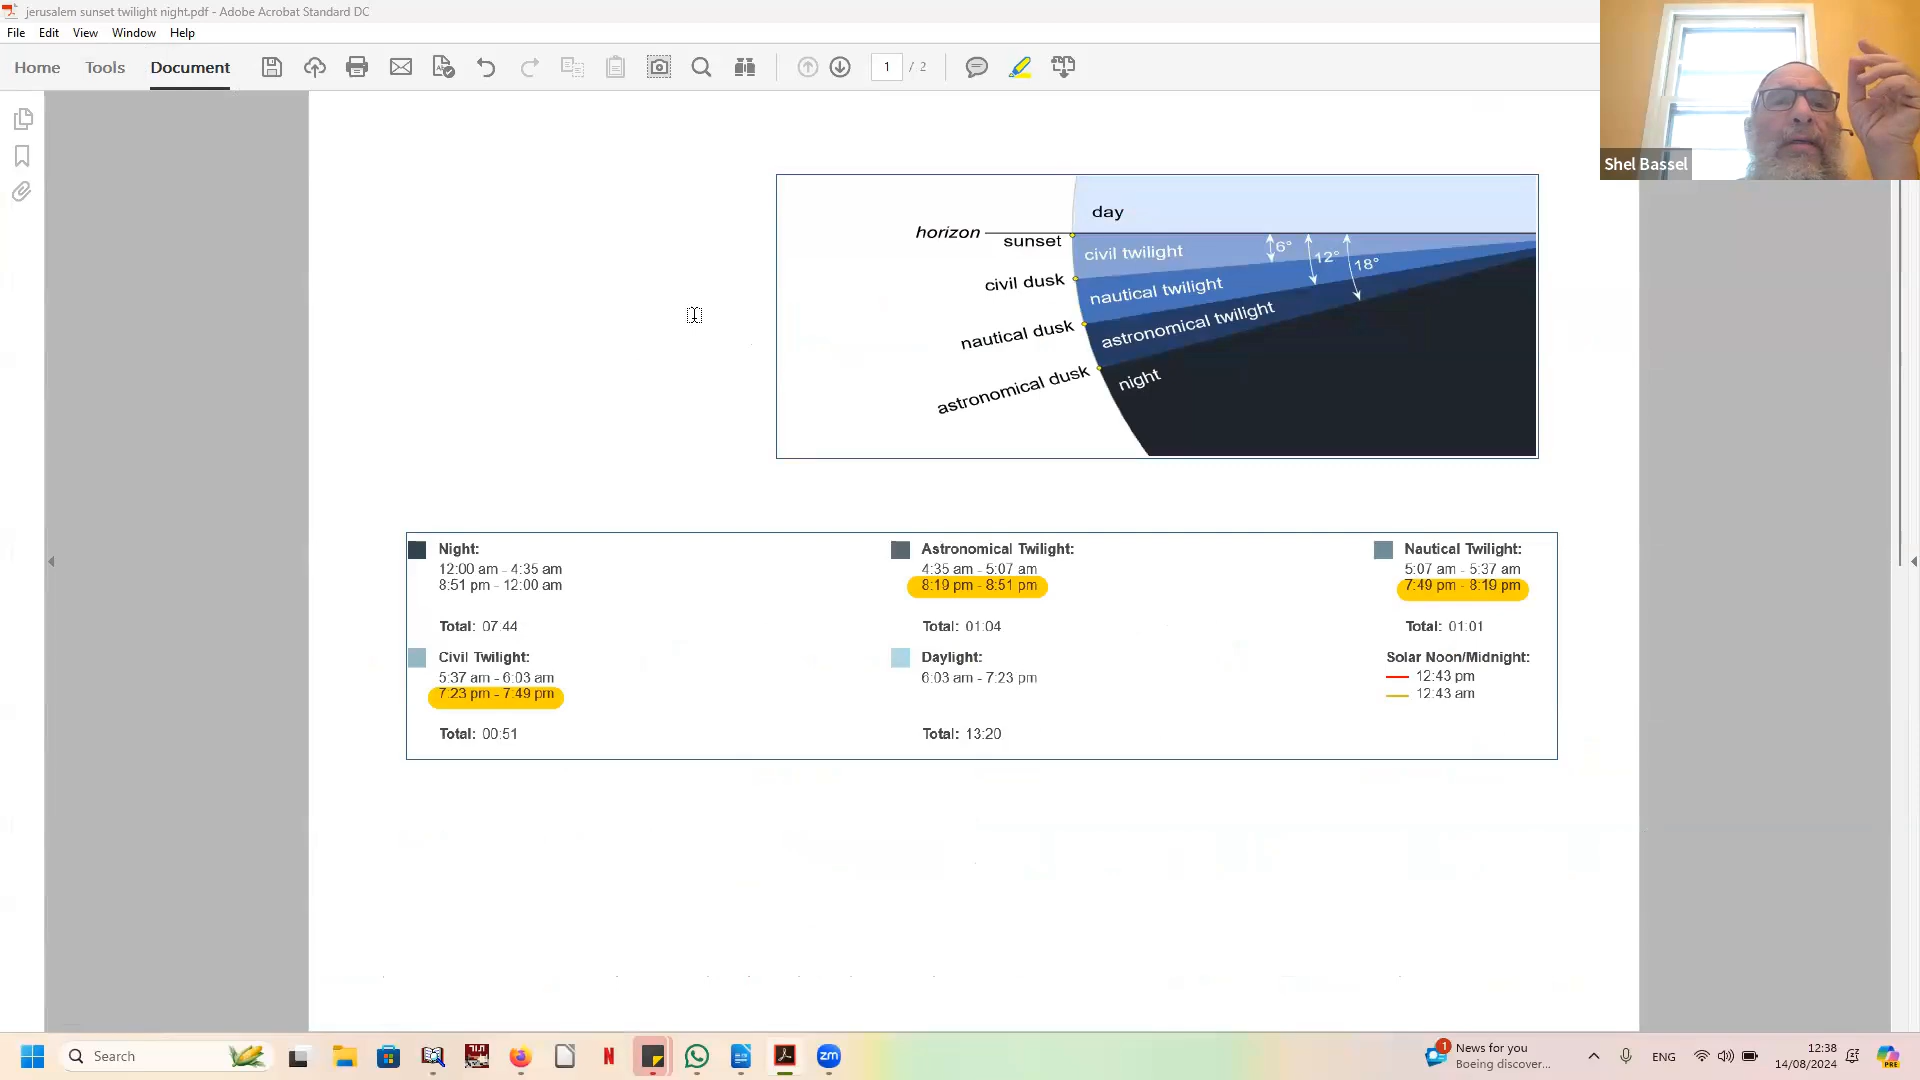 jerusalem sunset twilight night.pdf - Adobe Acrobat Standard DC
File Edit View Window Help
Home Tools Document 1 / 2
Shel Bassel
day
horizon
sunset
civil twilight
6°
12°
18°
civil dusk
nautical twilight
nautical dusk
astronomical twilight
astronomical dusk
night
Night:
12:00 am - 4:35 am
8:51 pm - 12:00 am
Total: 07:44
Astronomical Twilight:
4:35 am - 5:07 am
8:19 pm - 8:51 pm
Total: 01:04
Nautical Twilight:
5:07 am - 5:37 am
7:49 pm - 8:19 pm
Total: 01:01
Civil Twilight:
5:37 am - 6:03 am
7:23 pm - 7:49 pm
Total: 00:51
Daylight:
6:03 am - 7:23 pm
Total: 13:20
Solar Noon/Midnight:
12:43 pm
12:43 am
Search
N
zm
1
News for you
Boeing discover...
ENG
12:38
14/08/2024
PRE